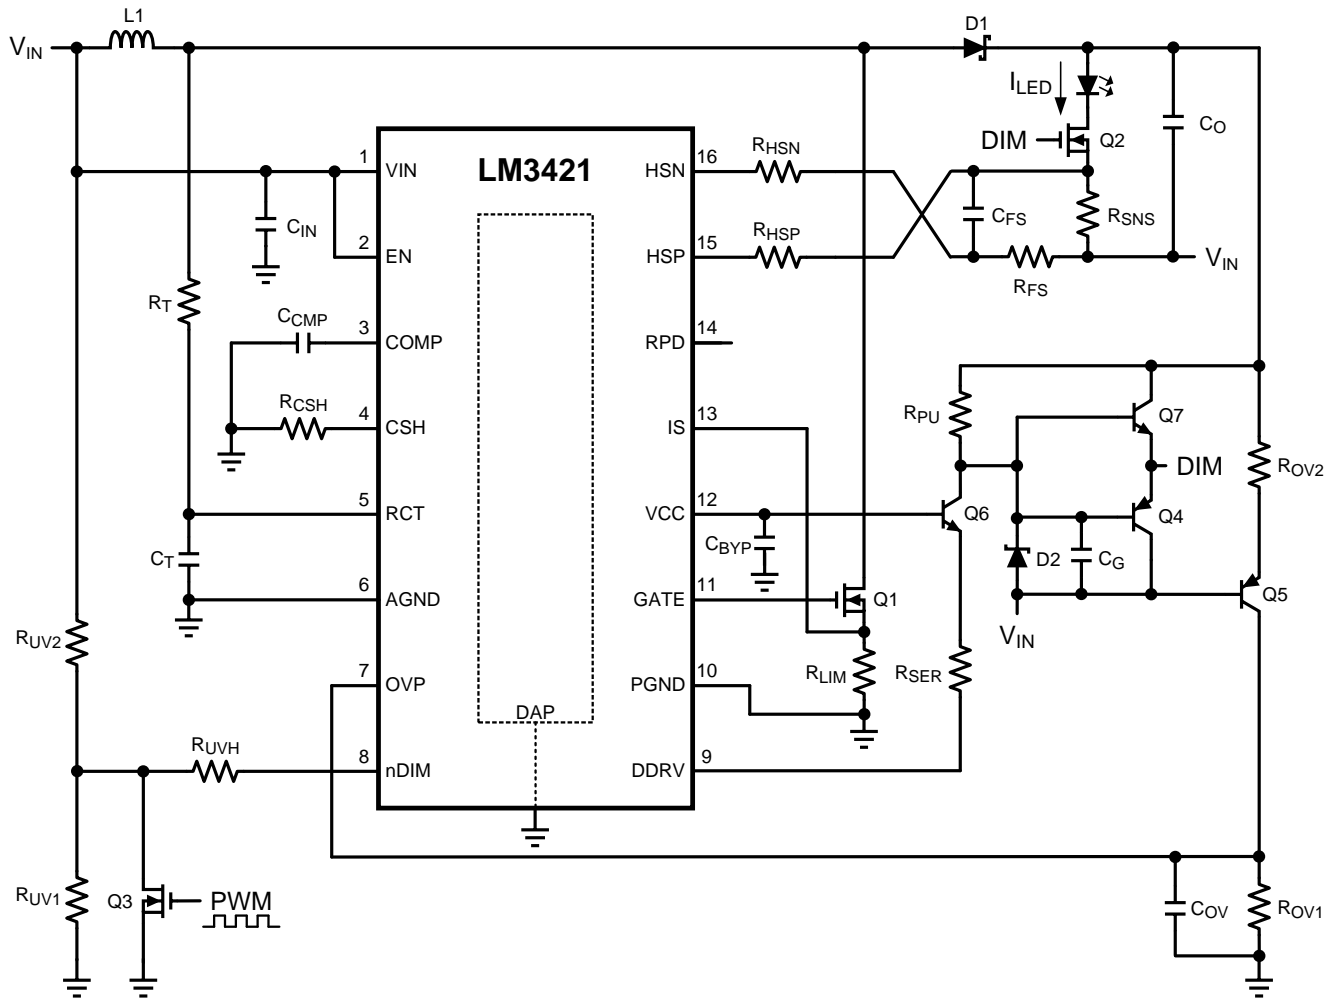 L1
D1
VIN
ILED
CO
DIM
Q2
RHSN
1
VIN
LM3421
HSN
16
CIN
CFS
RSNS
RHSP
2
EN
HSP
15
VIN
RFS
RT
CCMP
3
COMP
RPD
14
RCSH
4
CSH
IS
13
RPU
Q7
DIM
ROV2
5
RCT
VCC
12
Q6
Q4
CT
CBYP
D2
CG
6
AGND
GATE
11
Q1
Q5
VIN
RUV2
7
OVP
PGND
10
RLIM
RSER
DAP
RUVH
8
nDIM
DDRV
9
RUV1
Q3
PWM
COV
ROV1